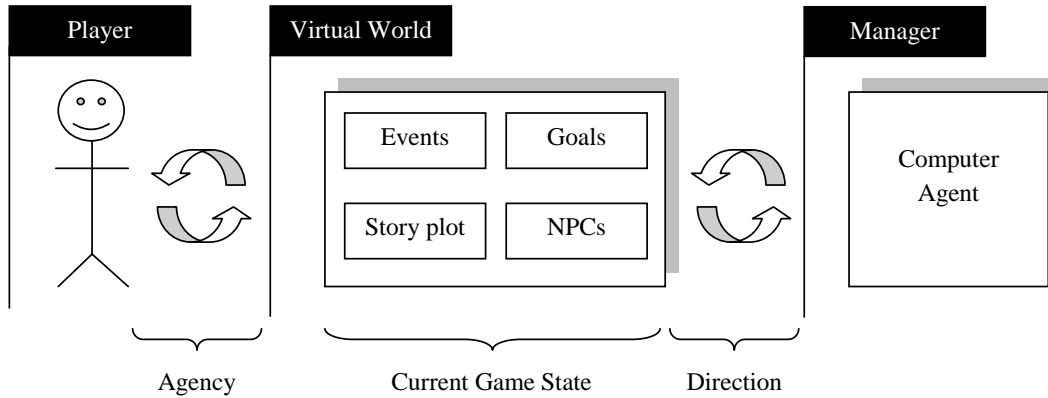 Player
Virtual World
Manager
Events
Goals
Story plot
NPCs
Computer
Agent
Agency
Current Game State
Direction